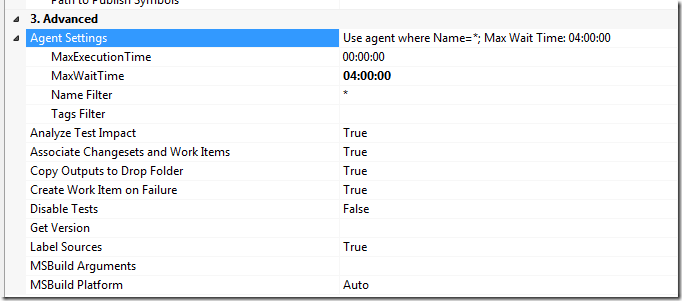 Path to Publish Symbols
3. Advanced
Agent Settings Use agent where Name=*; Max Wait Time: 04:00:00
MaxExecutionTime 00:00:00
MaxWaitTime 04:00:00
Name Filter *
Tags Filter
Analyze Test Impact True
Associate Changesets and Work Items True
Copy Outputs to Drop Folder True
Create Work Item on Failure True
Disable Tests False
Get Version
Label Sources True
MSBuild Arguments
MSBuild Platform Auto